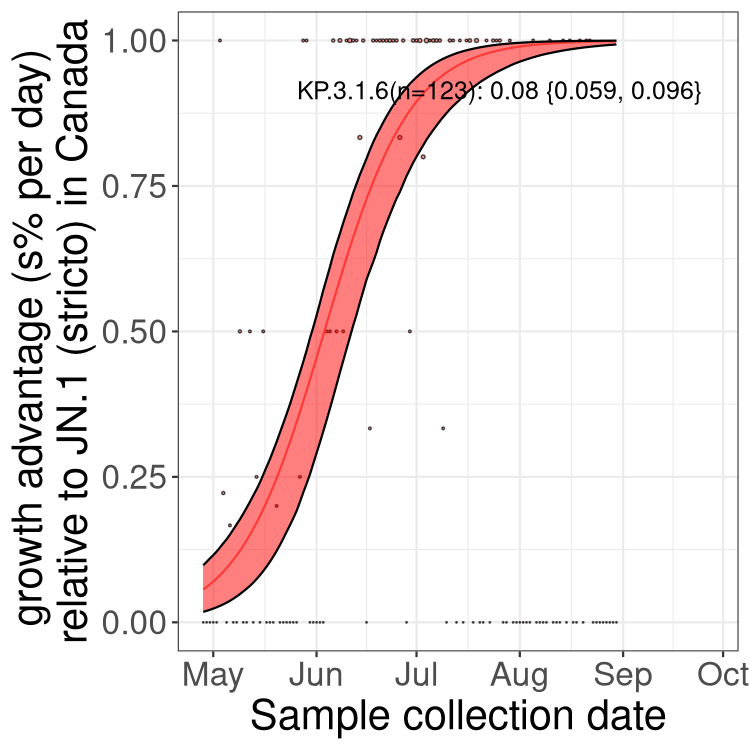 growth advantage (s% per day)
relative to JN.1 (stricto) in Canada
1.00
0.75
0.50
0.25
0.00
KP.3.1.6(n=123): 0.08 {0.059, 0.096}
May Jun Jul Aug Sep Oct
Sample collection date